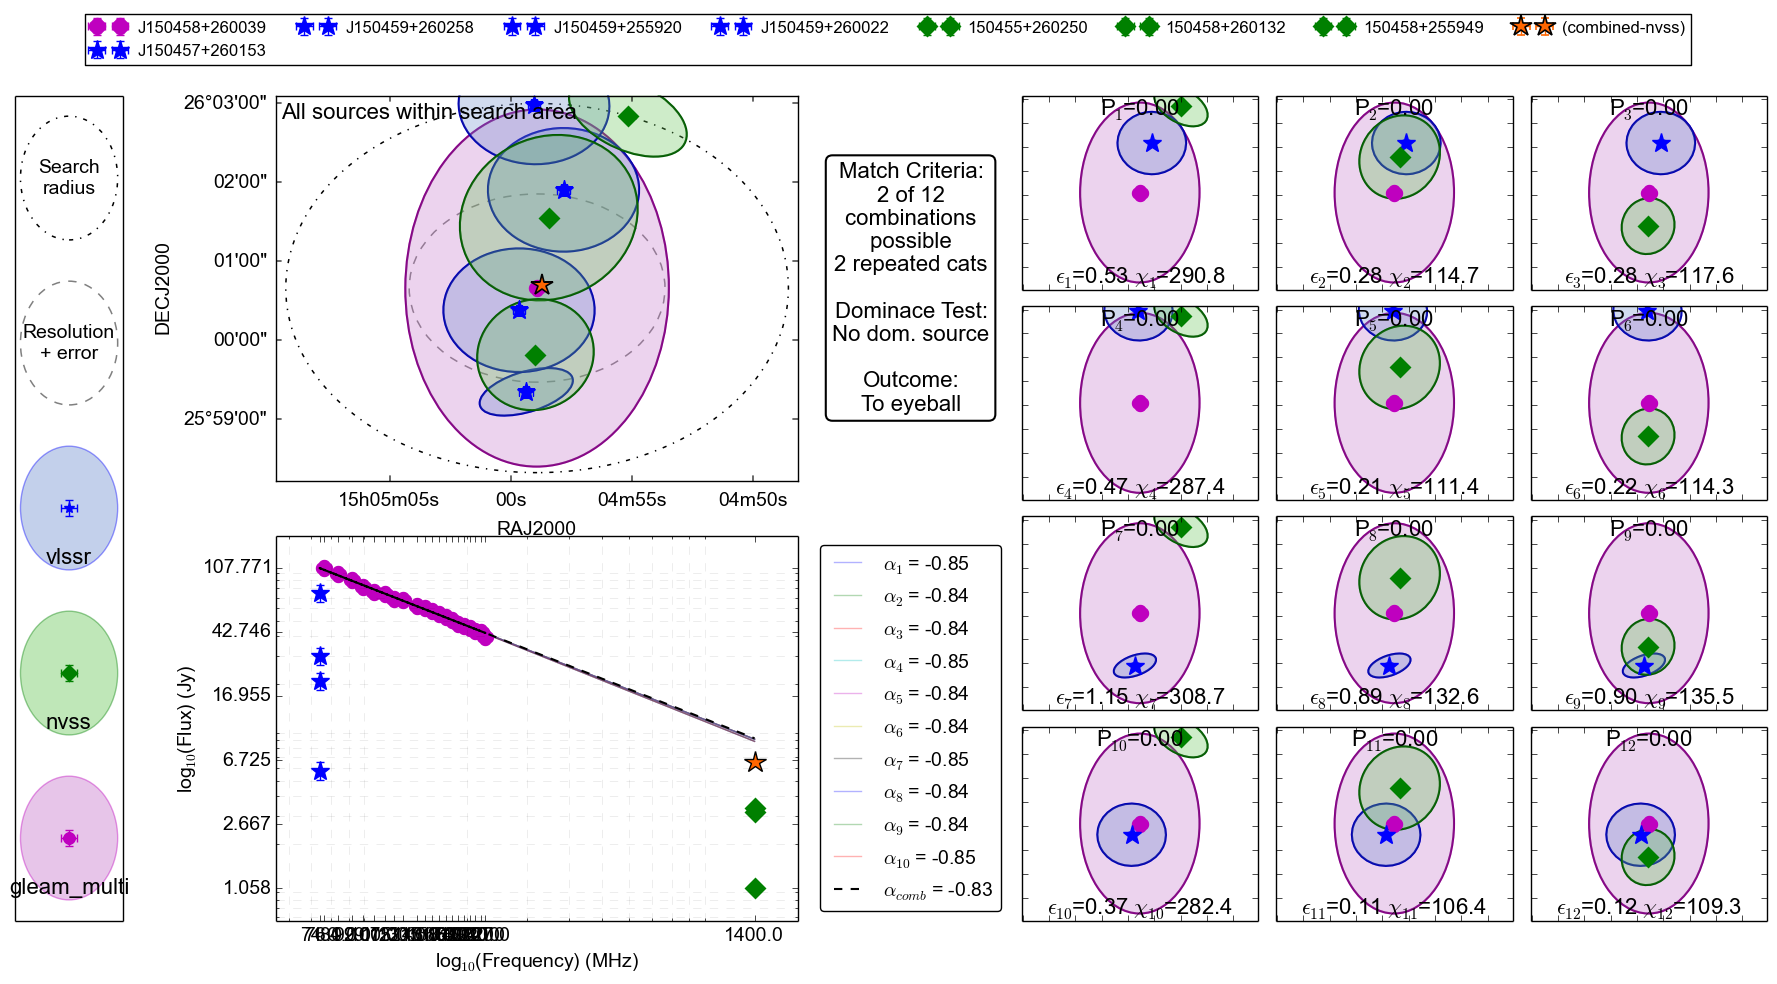 J150458+260039 J150459+260258 J150459+255920 J150459+260022 150455+260250 150458+260132 150458+255949 (combined-nvss)
J150457+260153
Search
radius
Resolution
+ error
vlssr
nvss
gleam_multi
All sources within search area
26°03'00"
02'00"
01'00"
00'00"
25°59'00"
DECJ2000
15h05m05s 00s 04m55s 04m50s
RAJ2000
Match Criteria:
2 of 12
combinations
possible
2 repeated cats
Dominace Test:
No dom. source
Outcome:
To eyeball
107.771
42.746
16.955
6.725
2.667
1.058
log10(Flux) (Jy)
1400.0
log10(Frequency) (MHz)
α1 = -0.85
α2 = -0.84
α3 = -0.84
α4 = -0.85
α5 = -0.84
α6 = -0.84
α7 = -0.85
α8 = -0.84
α9 = -0.84
α10 = -0.85
αcomb = -0.83
P1=0.00 P2=0.00 P3=0.00
ϵ1=0.53 χ1=290.8 ϵ2=0.28 χ2=114.7 ϵ3=0.28 χ3=117.6
P4=0.00 P5=0.00 P6=0.00
ϵ4=0.47 χ4=287.4 ϵ5=0.21 χ5=111.4 ϵ6=0.22 χ6=114.3
P7=0.00 P8=0.00 P9=0.00
ϵ7=1.15 χ7=308.7 ϵ8=0.89 χ8=132.6 ϵ9=0.90 χ9=135.5
P10=0.00 P11=0.00 P12=0.00
ϵ10=0.37 χ10=282.4 ϵ11=0.11 χ11=106.4 ϵ12=0.12 χ12=109.3